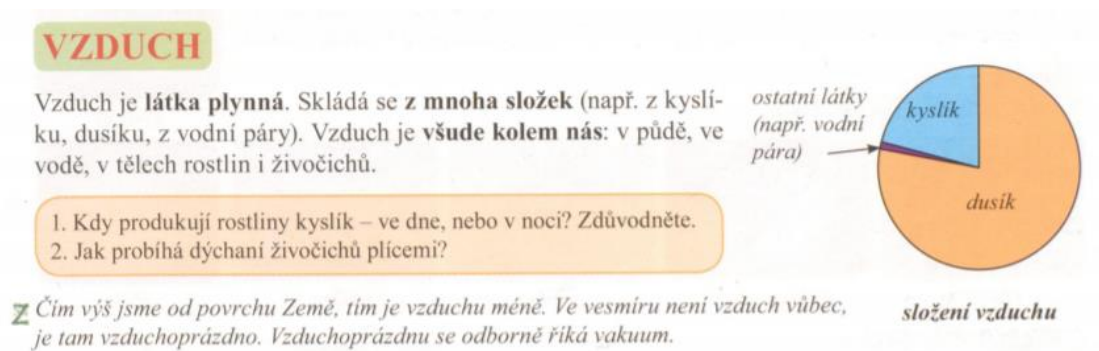 VZDUCH
Vzduch je látka plynná. Skládá se z mnoha složek (např. z kyslí-
ku, dusíku, z vodní páry). Vzduch je všude kolem nás: v půdě, ve
vodě, v tělech rostlin i živočichů.
1. Kdy produkují rostliny kyslík – ve dne, nebo v noci? Zdůvodněte.
2. Jak probíhá dýchaní živočichů plícemi?
ostatní látky
(např. vodní
pára)
kyslík
dusík
složení vzduchu
Z Čím výš jsme od povrchu Země, tím je vzduchu méně. Ve vesmíru není vzduch vůbec,
je tam vzduchoprázdno. Vzduchoprázdnu se odborně říká vakuum.